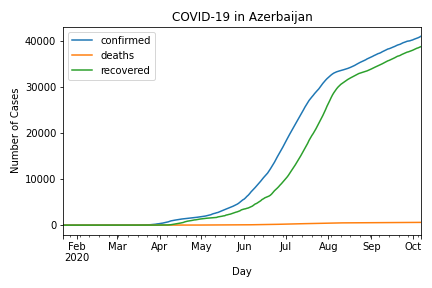 COVID-19 in Azerbaijan
confirmed
deaths
recovered
Number of Cases
40000
30000
20000
10000
0
Feb Mar Apr May Jun Jul Aug Sep Oct
2020
Day